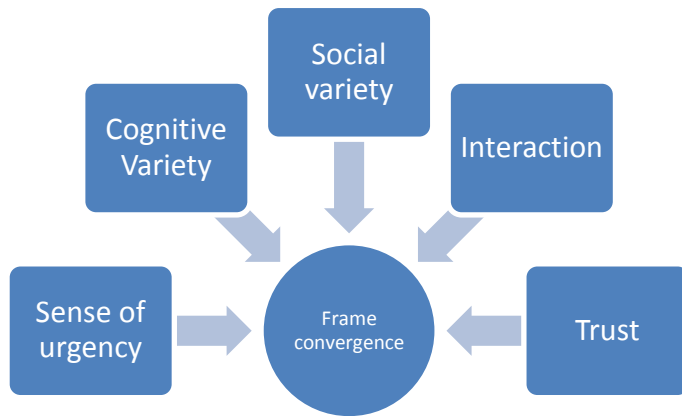 Social
variety
Cognitive
Variety
Interaction
Sense of
urgency
Frame
convergence
Trust